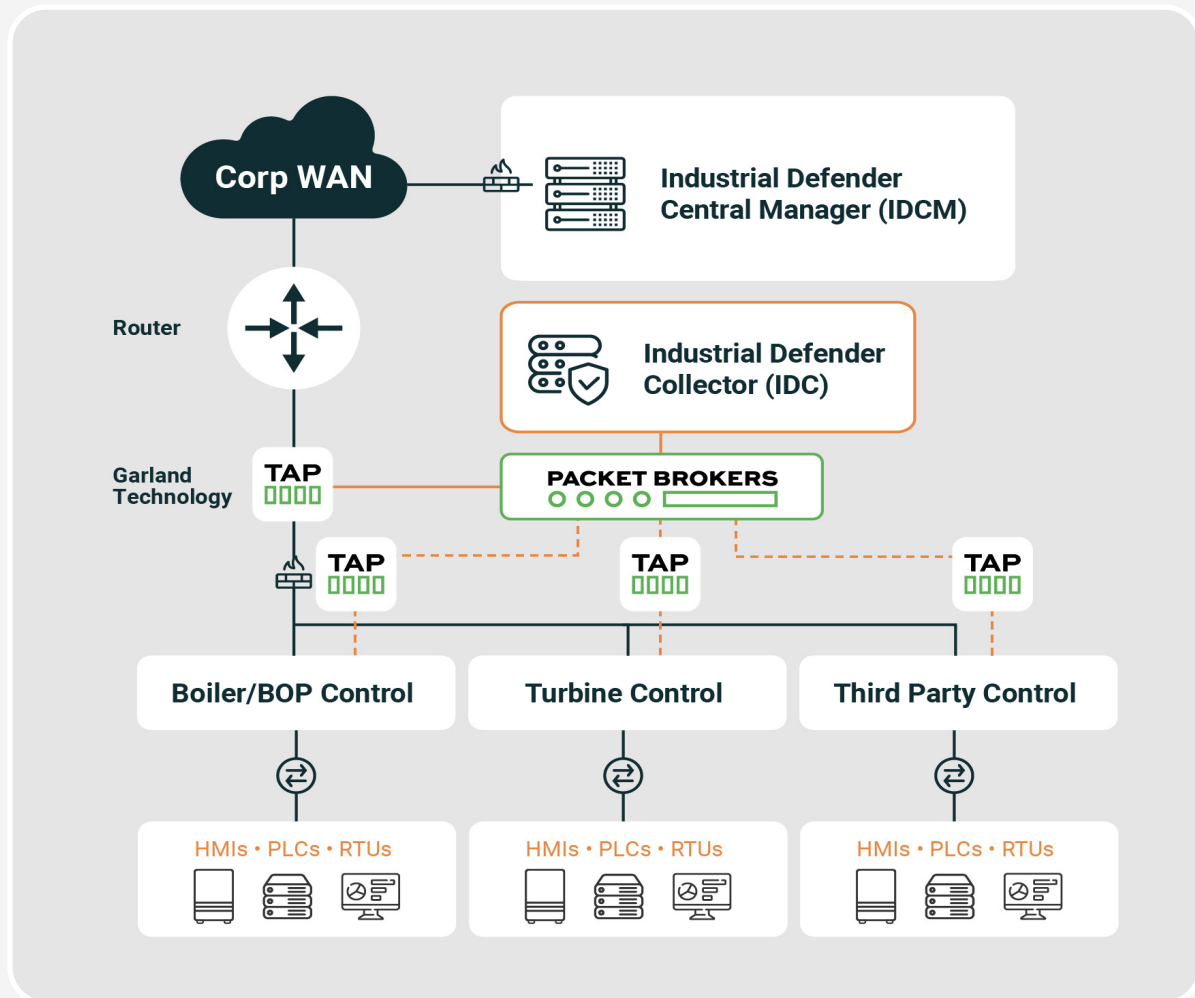 Corp WAN
Industrial Defender
Central Manager (IDCM)
Router
Industrial Defender
Collector (IDC)
Garland
Technology
TAP
PACKET BROKERS
TAP
TAP
TAP
Boiler/BOP Control
Turbine Control
Third Party Control
HMIs • PLCs • RTUs
HMIs • PLCs • RTUs
HMIs • PLCs • RTUs